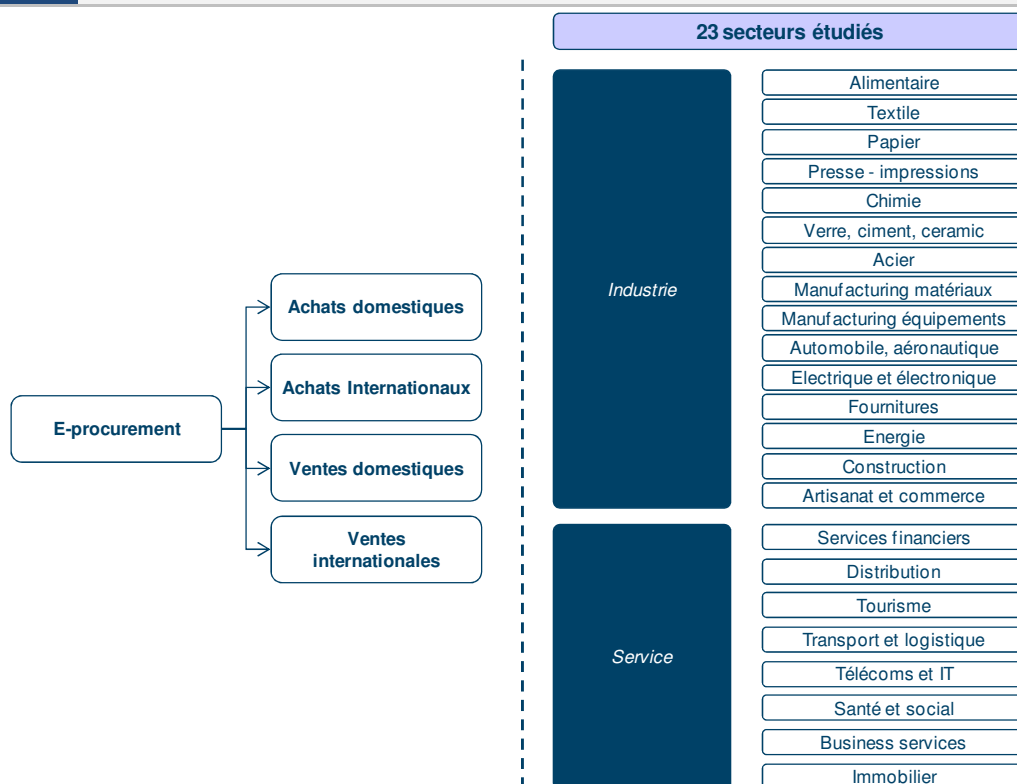 23 secteurs étudiés
E-procurement
Achats domestiques
Achats Internationaux
Ventes domestiques
Ventes
internationales
Industrie
Alimentaire
Textile
Papier
Presse - impressions
Chimie
Verre, ciment, ceramic
Acier
Manufacturing matériaux
Manufacturing équipements
Automobile, aéronautique
Electrique et électronique
Fournitures
Energie
Construction
Artisanat et commerce
Service
Services financiers
Distribution
Tourisme
Transport et logistique
Télécoms et IT
Santé et social
Business services
Immobilier